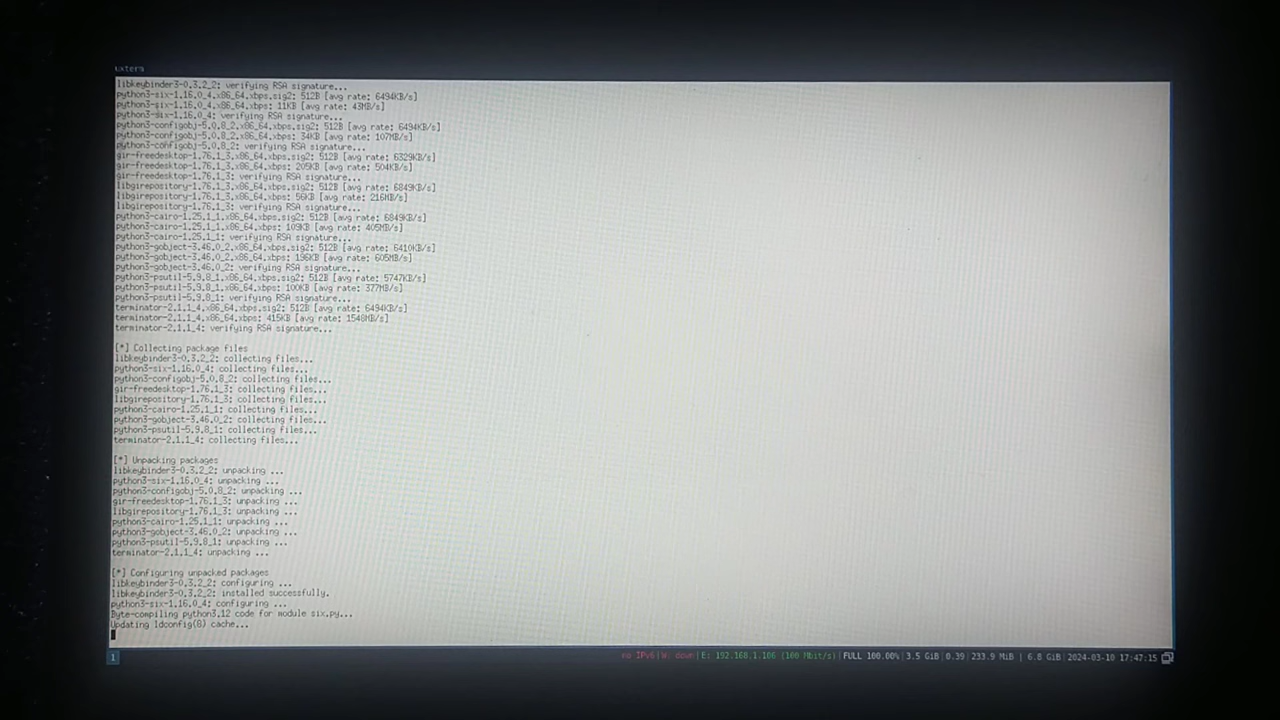 uxterm
libkeybinder3-0.3.2_2: verifying RSA signature...
python3-six-1.16.0_4.x86_64.xbps.sig2: 512B [avg rate: 6494KB/s]
python3-six-1.16.0_4.x86_64.xbps: 11KB [avg rate: 43MB/s]
python3-six-1.16.0_4: verifying RSA signature...
python3-configobj-5.0.8_2.x86_64.xbps.sig2: 512B [avg rate: 6494KB/s]
python3-configobj-5.0.8_2.x86_64.xbps: 34KB [avg rate: 107MB/s]
python3-configobj-5.0.8_2: verifying RSA signature...
gir-freedesktop-1.76.1_3.x86_64.xbps.sig2: 512B [avg rate: 6329KB/s]
gir-freedesktop-1.76.1_3.x86_64.xbps: 205KB [avg rate: 504KB/s]
gir-freedesktop-1.76.1_3: verifying RSA signature...
libgirepository-1.76.1_3.x86_64.xbps.sig2: 512B [avg rate: 6849KB/s]
libgirepository-1.76.1_3.x86_64.xbps: 56KB [avg rate: 216MB/s]
libgirepository-1.76.1_3: verifying RSA signature...
python3-cairo-1.25.1_1.x86_64.xbps.sig2: 512B [avg rate: 6849KB/s]
python3-cairo-1.25.1_1.x86_64.xbps: 109KB [avg rate: 405MB/s]
python3-cairo-1.25.1_1: verifying RSA signature...
python3-gobject-3.46.0_2.x86_64.xbps.sig2: 512B [avg rate: 6410KB/s]
python3-gobject-3.46.0_2.x86_64.xbps: 196KB [avg rate: 605MB/s]
python3-gobject-3.46.0_2: verifying RSA signature...
python3-psutil-5.9.8_1.x86_64.xbps.sig2: 512B [avg rate: 5747KB/s]
python3-psutil-5.9.8_1.x86_64.xbps: 100KB [avg rate: 377MB/s]
python3-psutil-5.9.8_1: verifying RSA signature...
terminator-2.1.1_4.x86_64.xbps.sig2: 512B [avg rate: 6494KB/s]
terminator-2.1.1_4.x86_64.xbps: 415KB [avg rate: 1548MB/s]
terminator-2.1.1_4: verifying RSA signature...
[*] Collecting package files
libkeybinder3-0.3.2_2: collecting files...
python3-six-1.16.0_4: collecting files...
python3-configobj-5.0.8_2: collecting files...
gir-freedesktop-1.76.1_3: collecting files...
libgirepository-1.76.1_3: collecting files...
python3-cairo-1.25.1_1: collecting files...
python3-gobject-3.46.0_2: collecting files...
python3-psutil-5.9.8_1: collecting files...
terminator-2.1.1_4: collecting files...
[*] Unpacking packages
libkeybinder3-0.3.2_2: unpacking ...
python3-six-1.16.0_4: unpacking ...
python3-configobj-5.0.8_2: unpacking ...
gir-freedesktop-1.76.1_3: unpacking ...
libgirepository-1.76.1_3: unpacking ...
python3-cairo-1.25.1_1: unpacking ...
python3-gobject-3.46.0_2: unpacking ...
python3-psutil-5.9.8_1: unpacking ...
terminator-2.1.1_4: unpacking ...
[*] Configuring unpacked packages
libkeybinder3-0.3.2_2: configuring ...
libkeybinder3-0.3.2_2: installed successfully.
python3-six-1.16.0_4: configuring ...
Byte-compiling python3.12 code for module six.py...
Updating ldconfig(8) cache...
1 no IPv6|W: down|E: 192.168.1.106 (100 Mbit/s)|FULL 100.00%|3.5 GiB|0.39|233.9 MiB | 6.8 GiB|2024-03-10 17:47:15